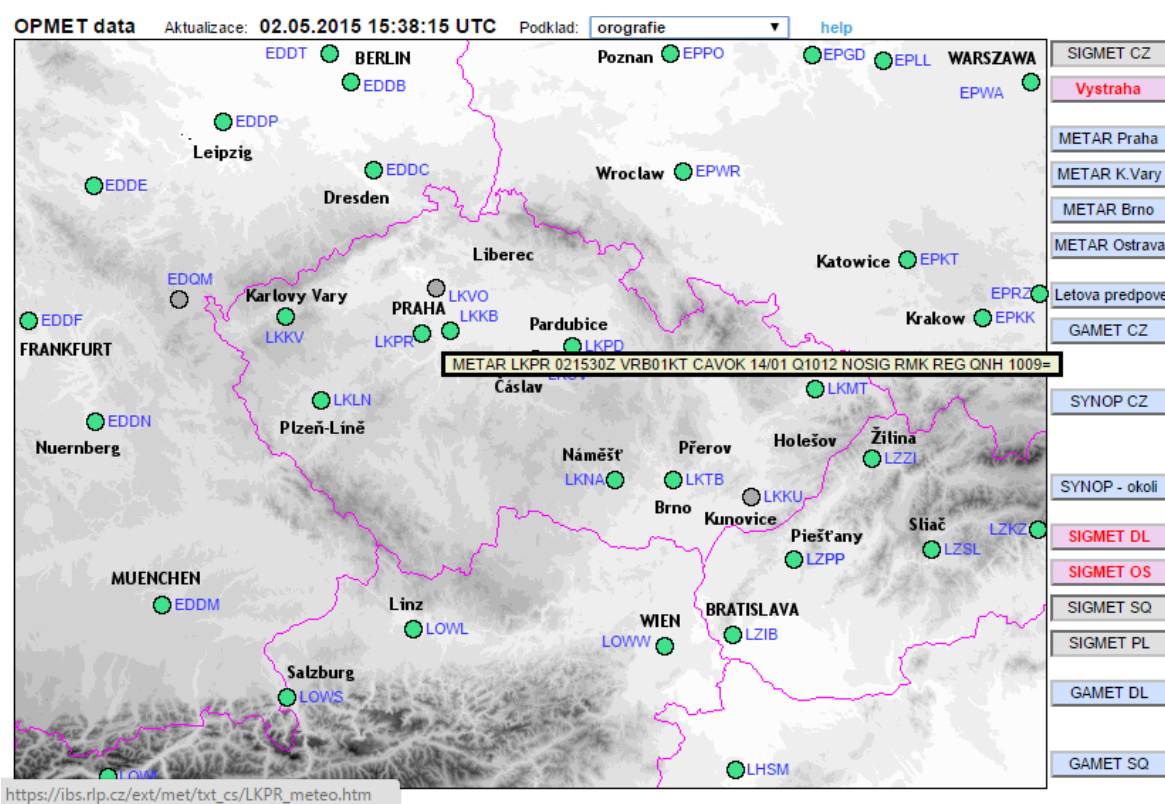 OPMET data Aktualizace: 02.05.2015 15:38:15 UTC Podklad: orografie help
EDDT
BERLIN
EDDB
Poznan
EPPO
EPGD
EPLL
WARSZAWA
EPWA
EDDP
Leipzig
EDDE
EDDC
Dresden
Wroclaw
EPWR
Liberec
Katowice
EPKT
EDQM
Karlovy Vary
LKKV
LKVO
PRAHA
LKKB
LKPR
Pardubice
LKPD
EPRZ
Krakow
EPKK
EDDF
FRANKFURT
METAR LKPR 021530Z VRB01KT CAVOK 14/01 Q1012 NOSIG RMK REG QNH 1009=
Čáslav
LKMT
LKLN
Plzeň-Líně
EDDN
Nuernberg
Náměšť
LKNA
Přerov
LKTB
Brno
Holešov
Žilina
LZZI
LKKU
Kunovice
Piešťany
LZPP
Sliač
LZSL
LZKZ
MUENCHEN
EDDM
Linz
LOWL
WIEN
LOWW
BRATISLAVA
LZIB
Salzburg
LOWS
LHSM
SIGMET CZ
Vystraha
METAR Praha
METAR K.Vary
METAR Brno
METAR Ostrava
Letova predpove
GAMET CZ
SYNOP CZ
SYNOP - okoli
SIGMET DL
SIGMET OS
SIGMET SQ
SIGMET PL
GAMET DL
GAMET SQ
https://ibs.rlp.cz/ext/met/txt_cs/LKPR_meteo.htm